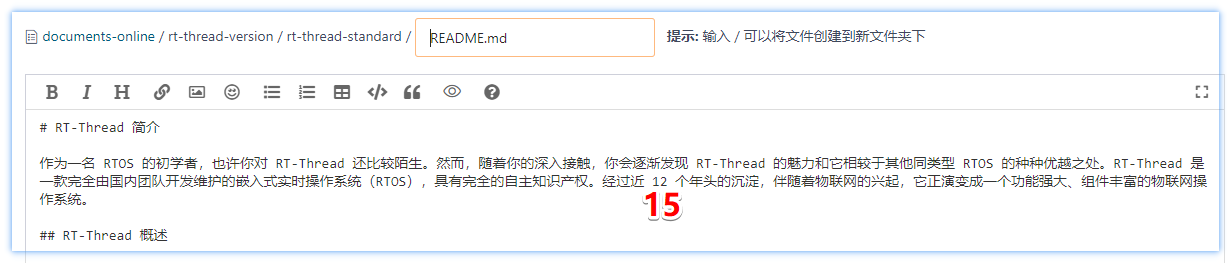 documents-online / rt-thread-version / rt-thread-standard / README.md 提示: 输入 / 可以将文件创建到新文件夹下
B I H
# RT-Thread 简介
作为一名 RTOS 的初学者，也许你对 RT-Thread 还比较陌生。然而，随着你的深入接触，你会逐渐发现 RT-Thread 的魅力和它相较于其他同类型 RTOS 的种种优越之处。RT-Thread 是
一款完全由国内团队开发维护的嵌入式实时操作系统（RTOS），具有完全的自主知识产权。经过近 12 个年头的沉淀，伴随着物联网的兴起，它正演变成一个功能强大、组件丰富的物联网操
作系统。
15
## RT-Thread 概述